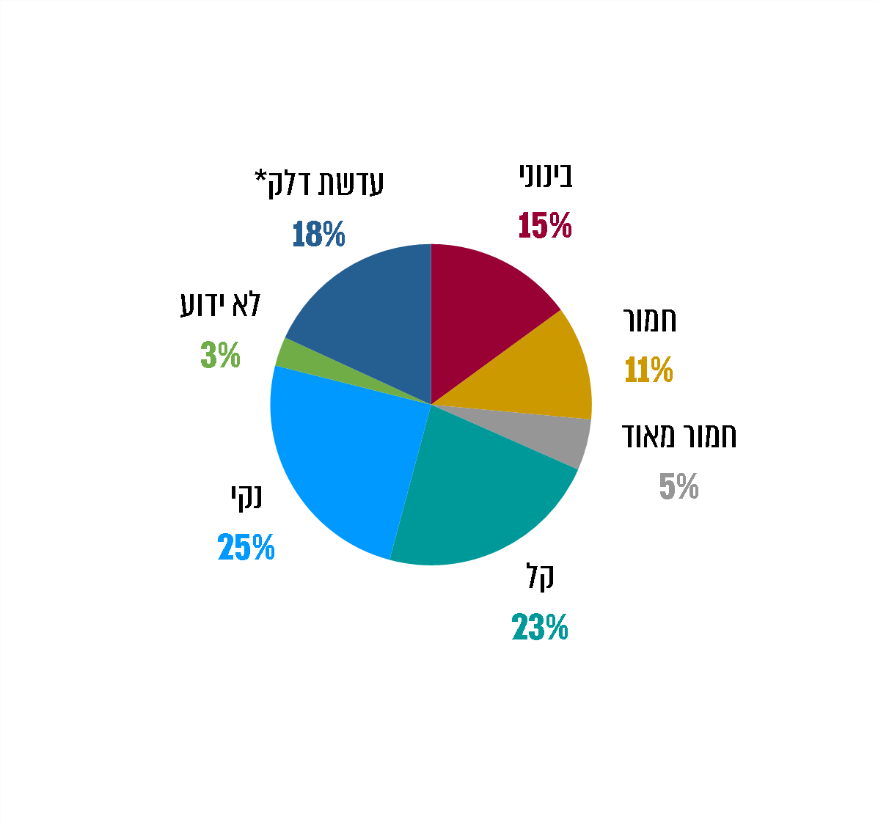 בינוני
15%
חמור
11%
חמור מאוד
5%
קל
23%
נקי
25%
לא ידוע
3%
עדשת דלק*
18%